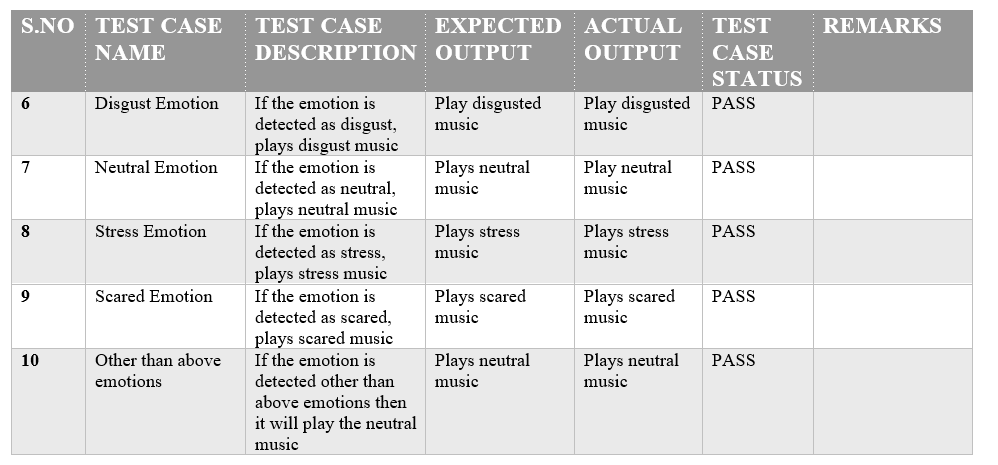 S.NO TEST CASE NAME TEST CASE DESCRIPTION EXPECTED OUTPUT ACTUAL OUTPUT TEST CASE STATUS REMARKS
6 Disgust Emotion If the emotion is detected as disgust, plays disgust music Play disgusted music Play disgusted music PASS
7 Neutral Emotion If the emotion is detected as neutral, plays neutral music Plays neutral music Play neutral music PASS
8 Stress Emotion If the emotion is detected as stress, plays stress music Plays stress music Plays stress music PASS
9 Scared Emotion If the emotion is detected as scared, plays scared music Plays scared music Plays scared music PASS
10 Other than above emotions If the emotion is detected other than above emotions then it will play the neutral music Plays neutral music Plays neutral music PASS